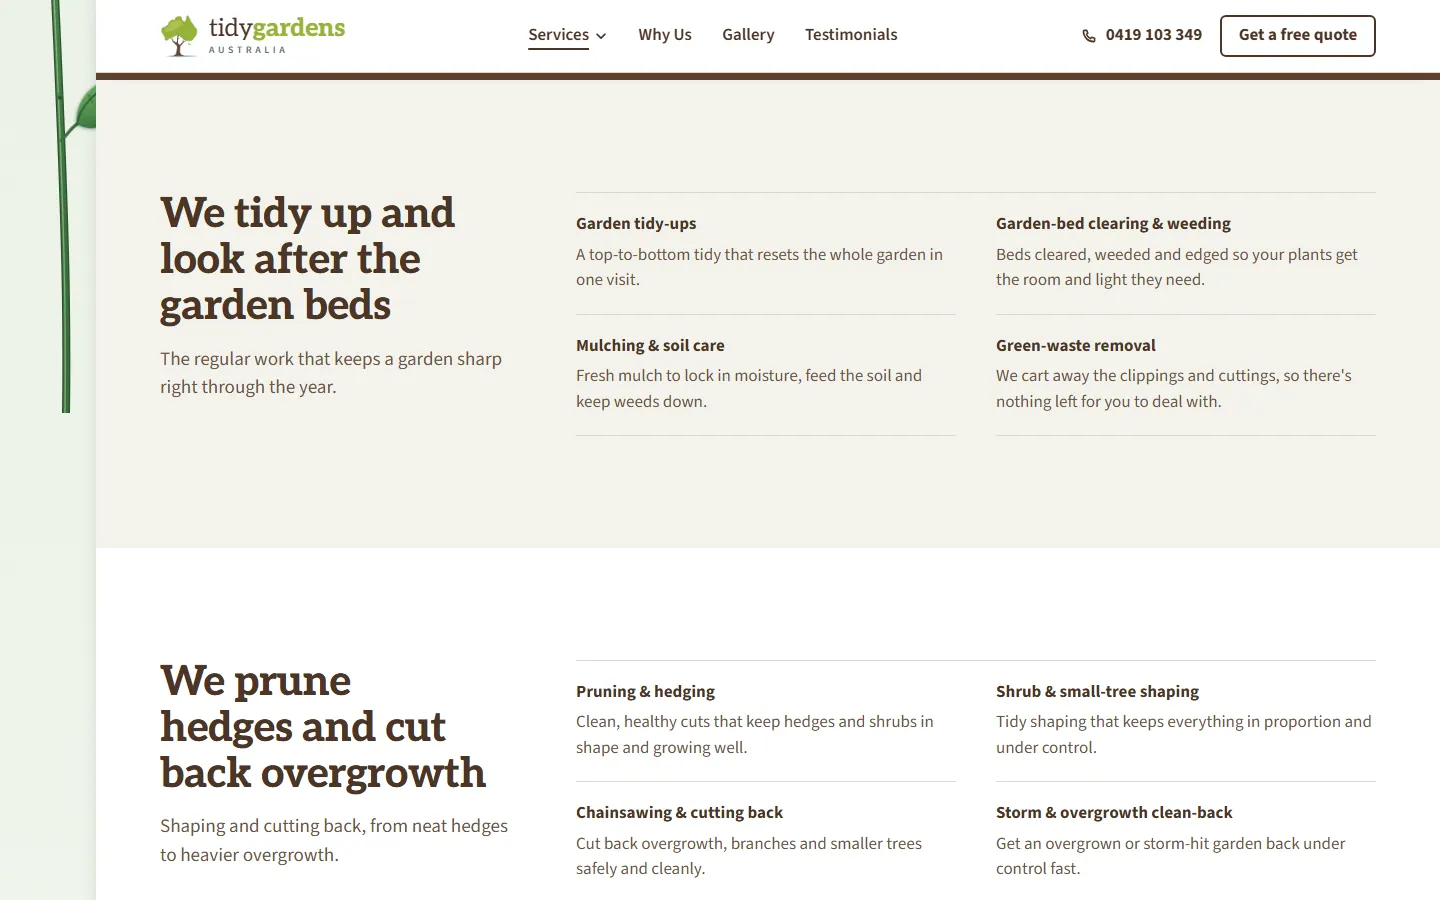 tidygardens
AUSTRALIA
Services
Why Us
Gallery
Testimonials
0419 103 349
Get a free quote
We tidy up and
look after the
garden beds
The regular work that keeps a garden sharp
right through the year.
Garden tidy-ups
A top-to-bottom tidy that resets the whole garden in
one visit.
Garden-bed clearing & weeding
Beds cleared, weeded and edged so your plants get
the room and light they need.
Mulching & soil care
Fresh mulch to lock in moisture, feed the soil and
keep weeds down.
Green-waste removal
We cart away the clippings and cuttings, so there's
nothing left for you to deal with.
We prune
hedges and cut
back overgrowth
Shaping and cutting back, from neat hedges
to heavier overgrowth.
Pruning & hedging
Clean, healthy cuts that keep hedges and shrubs in
shape and growing well.
Shrub & small-tree shaping
Tidy shaping that keeps everything in proportion and
under control.
Chainsawing & cutting back
Cut back overgrowth, branches and smaller trees
safely and cleanly.
Storm & overgrowth clean-back
Get an overgrown or storm-hit garden back under
control fast.